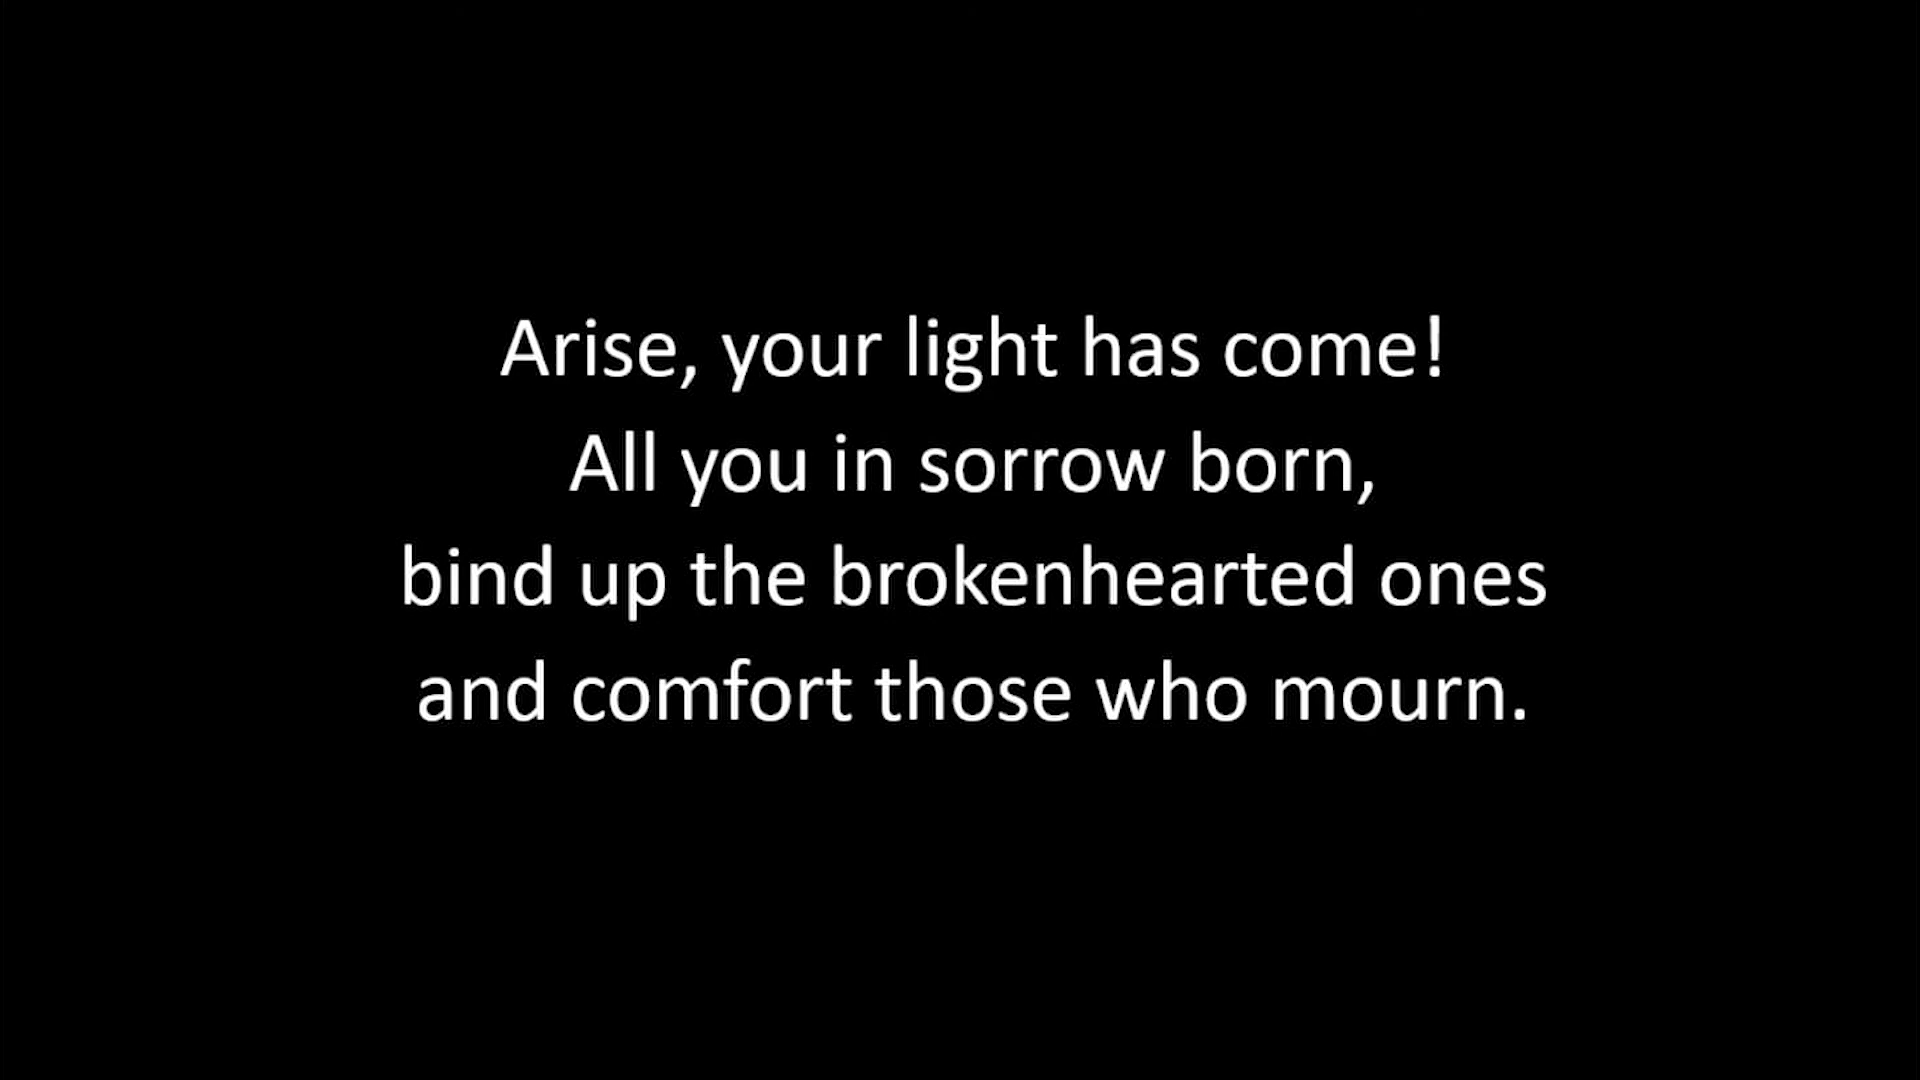 Arise, your light has come!
All you in sorrow born,
bind up the brokenhearted ones
and comfort those who mourn.